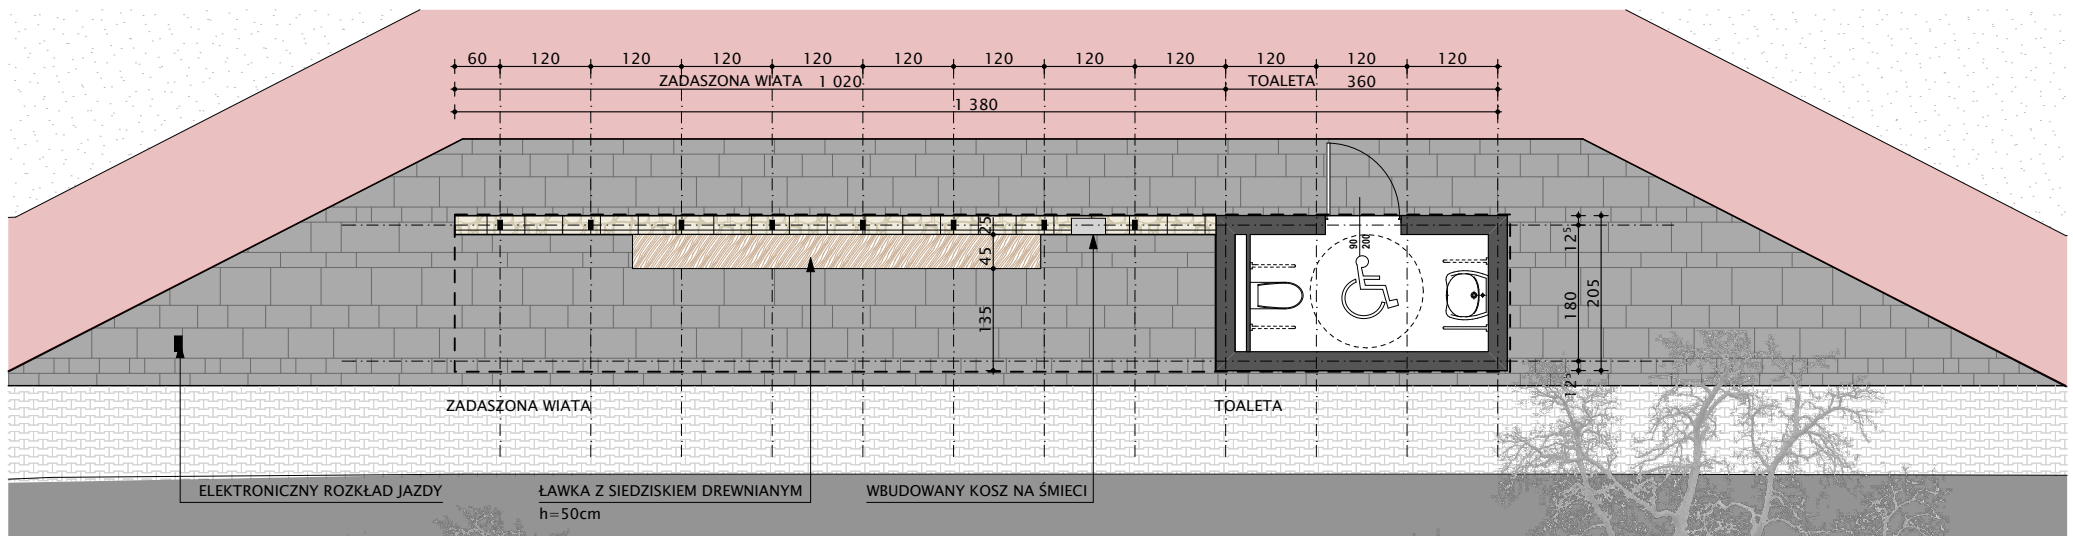 60 120 120 120 120 120 120 120 120 120 120 120
ZADASZONA WIATA 1 020 TOALETA 360
1 380
25
45
135
90
200
12⁵
180
205
12⁵
ZADASZONA WIATA
TOALETA
ELEKTRONICZNY ROZKŁAD JAZDY
ŁAWKA Z SIEDZISKIEM DREWNIANYM
h=50cm
WBUDOWANY KOSZ NA ŚMIECI